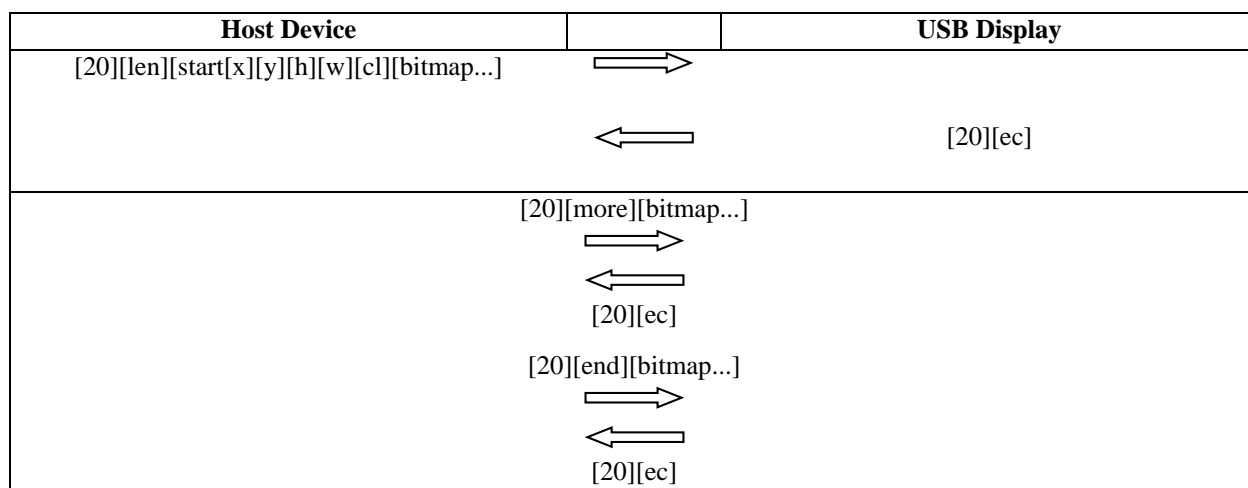 Host Device USB Display
[20][len][start[x][y][h][w][cl][bitmap...]
[20][ec]
[20][more][bitmap...]
[20][ec]
[20][end][bitmap...]
[20][ec]